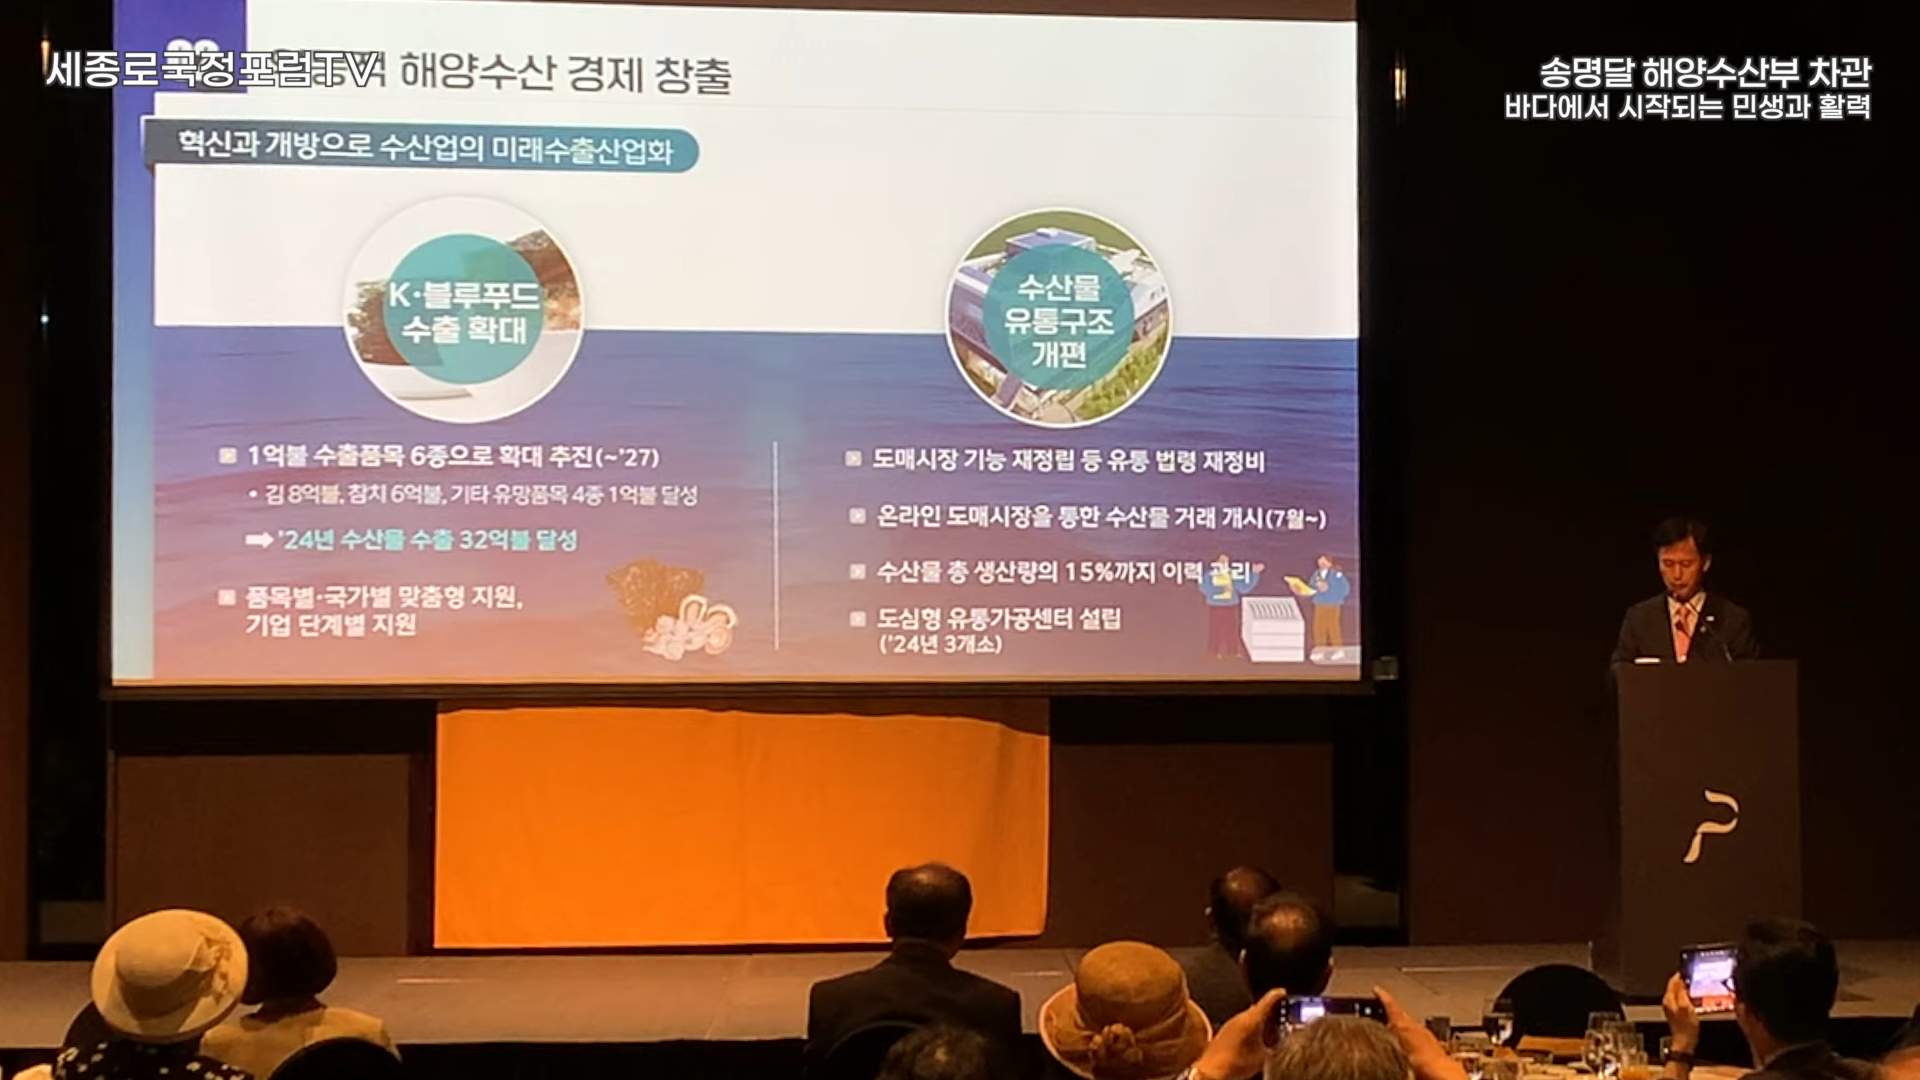 세종로국정포럼TV
해양수산 경제 창출
송명달 해양수산부 차관
바다에서 시작되는 민생과 활력
혁신과 개방으로 수산업의 미래수출산업화
K·블루푸드
수출 확대
1억불 수출품목 6종으로 확대 추진(~'27)
• 김 8억불, 참치 6억불, 기타 유망품목 4종 1억불 달성
➡ '24년 수산물 수출 32억불 달성
품목별·국가별 맞춤형 지원,
기업 단계별 지원
수산물
유통구조
개편
도매시장 기능 재정립 등 유통 법령 재정비
온라인 도매시장을 통한 수산물 거래 개시(7월~)
수산물 총 생산량의 15%까지 이력 관리
도심형 유통가공센터 설립
('24년 3개소)